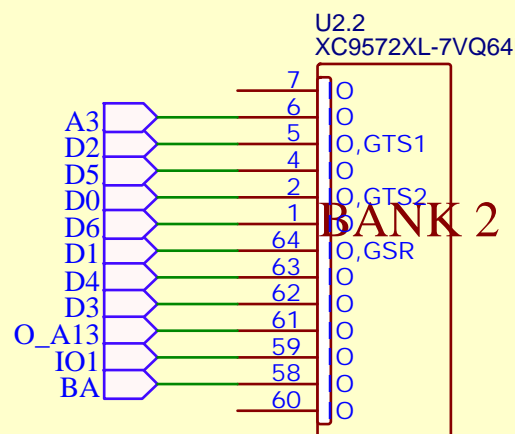 U2.2
XC9572XL-7VQ64
7 IO
A3 6 IO
D2 5 IO,GTS1
D5 4 IO
D0 2 IO,GTS2
D6 1 IO
BANK 2
D1 64 IO,GSR
D4 63 IO
D3 62 IO
O_A13 61 IO
IO1 59 IO
BA 58 IO
60 IO